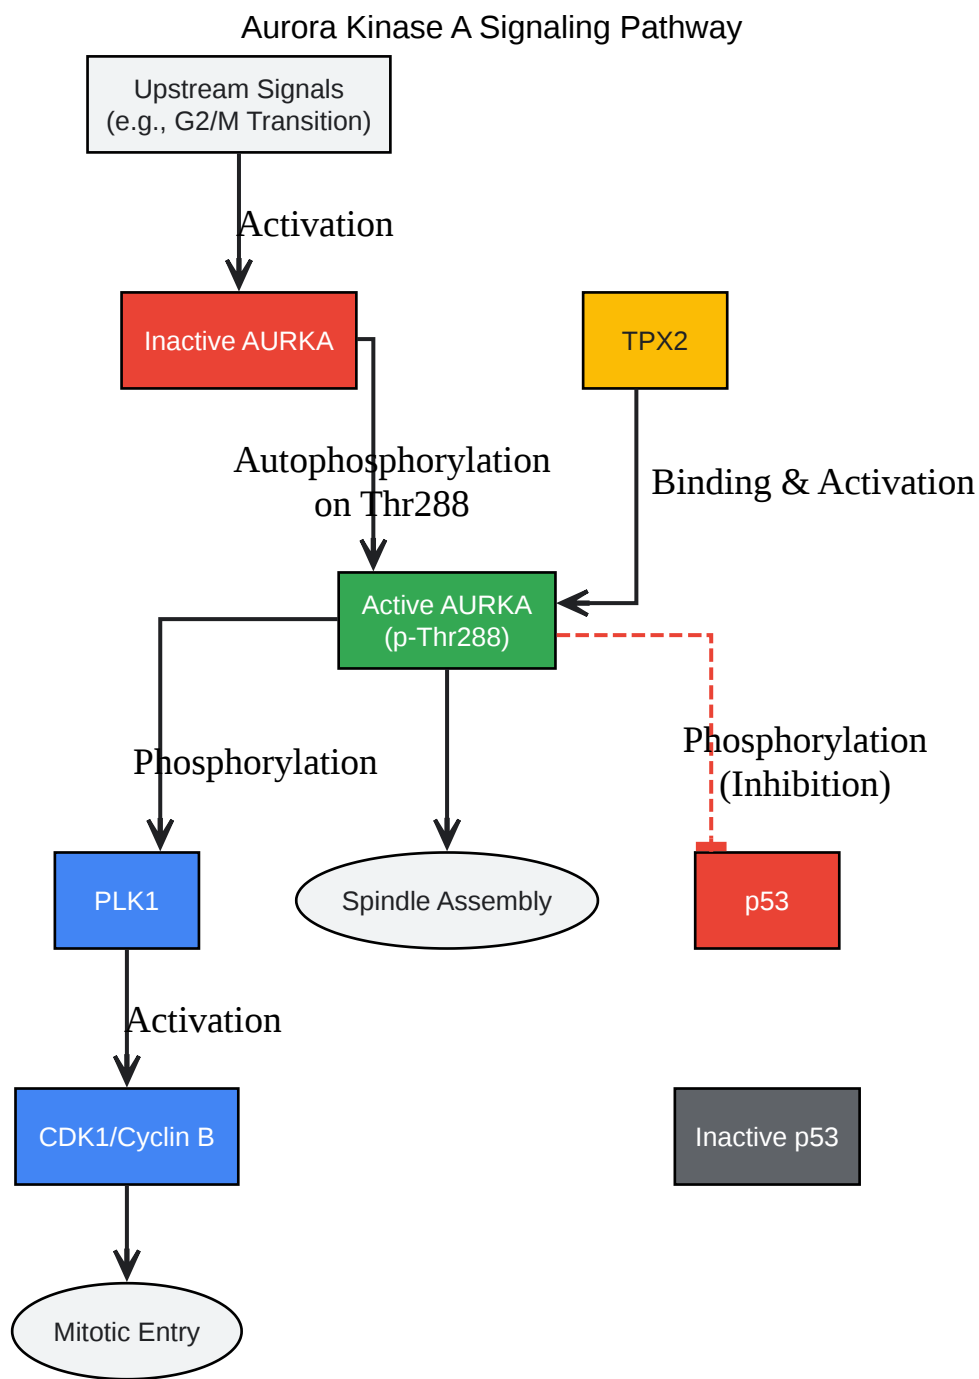 Aurora Kinase A Signaling Pathway
Upstream Signals
(e.g., G2/M Transition)
Activation
Inactive AURKA
TPX2
Autophosphorylation
on Thr288
Binding & Activation
Active AURKA
(p-Thr288)
Phosphorylation
Phosphorylation
(Inhibition)
PLK1
Spindle Assembly
p53
Activation
CDK1/Cyclin B
Inactive p53
Mitotic Entry